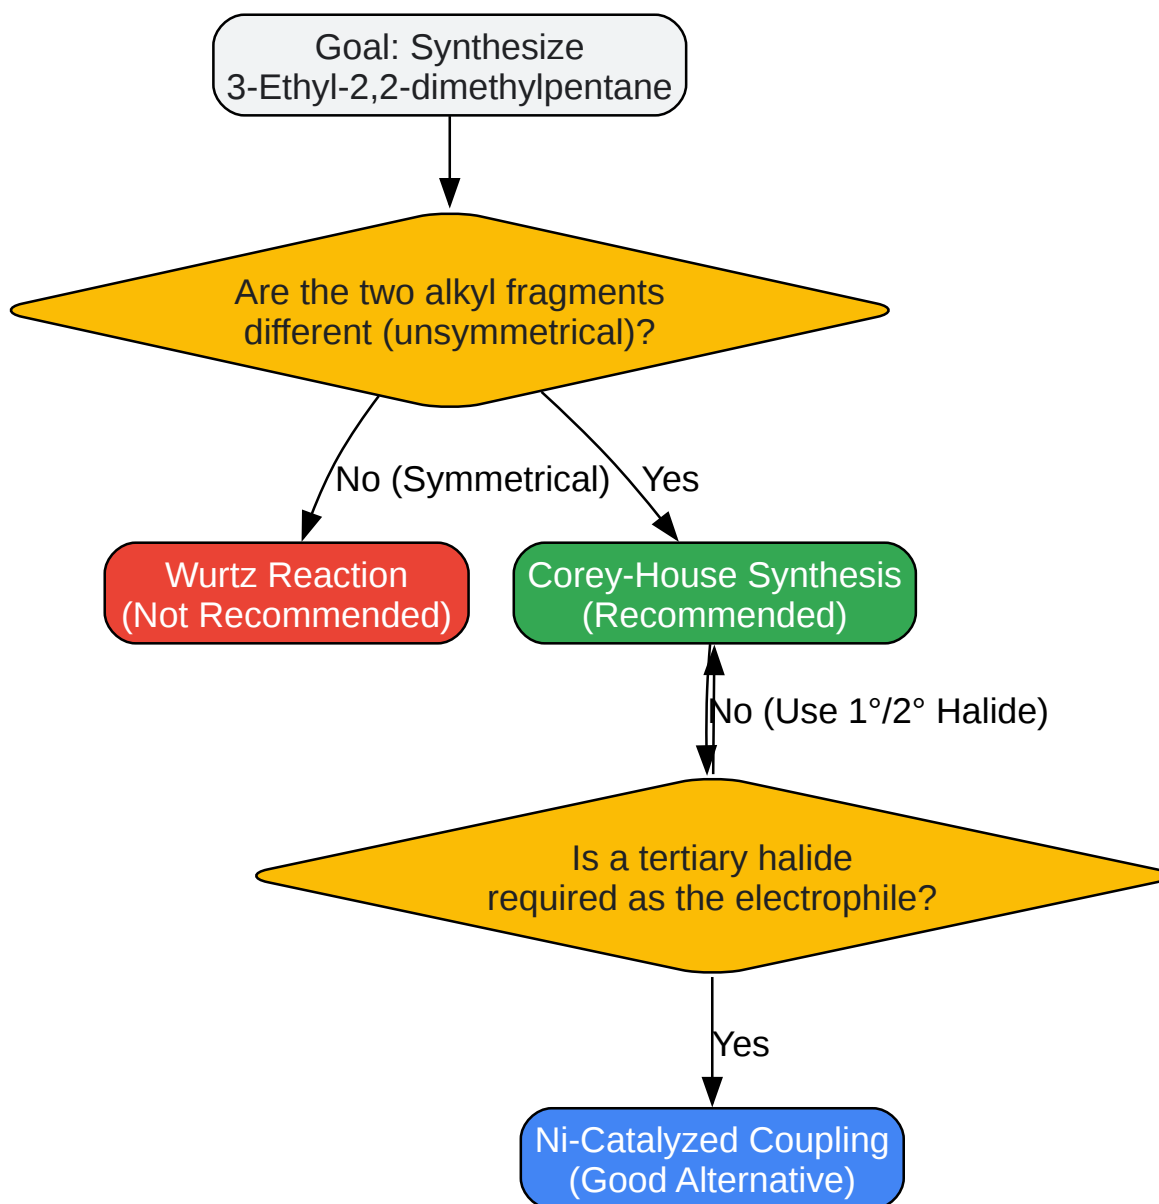 Goal: Synthesize
3-Ethyl-2,2-dimethylpentane
Are the two alkyl fragments
different (unsymmetrical)?
No (Symmetrical)
Yes
Wurtz Reaction
(Not Recommended)
Corey-House Synthesis
(Recommended)
No (Use 1°/2° Halide)
Is a tertiary halide
required as the electrophile?
Yes
Ni-Catalyzed Coupling
(Good Alternative)